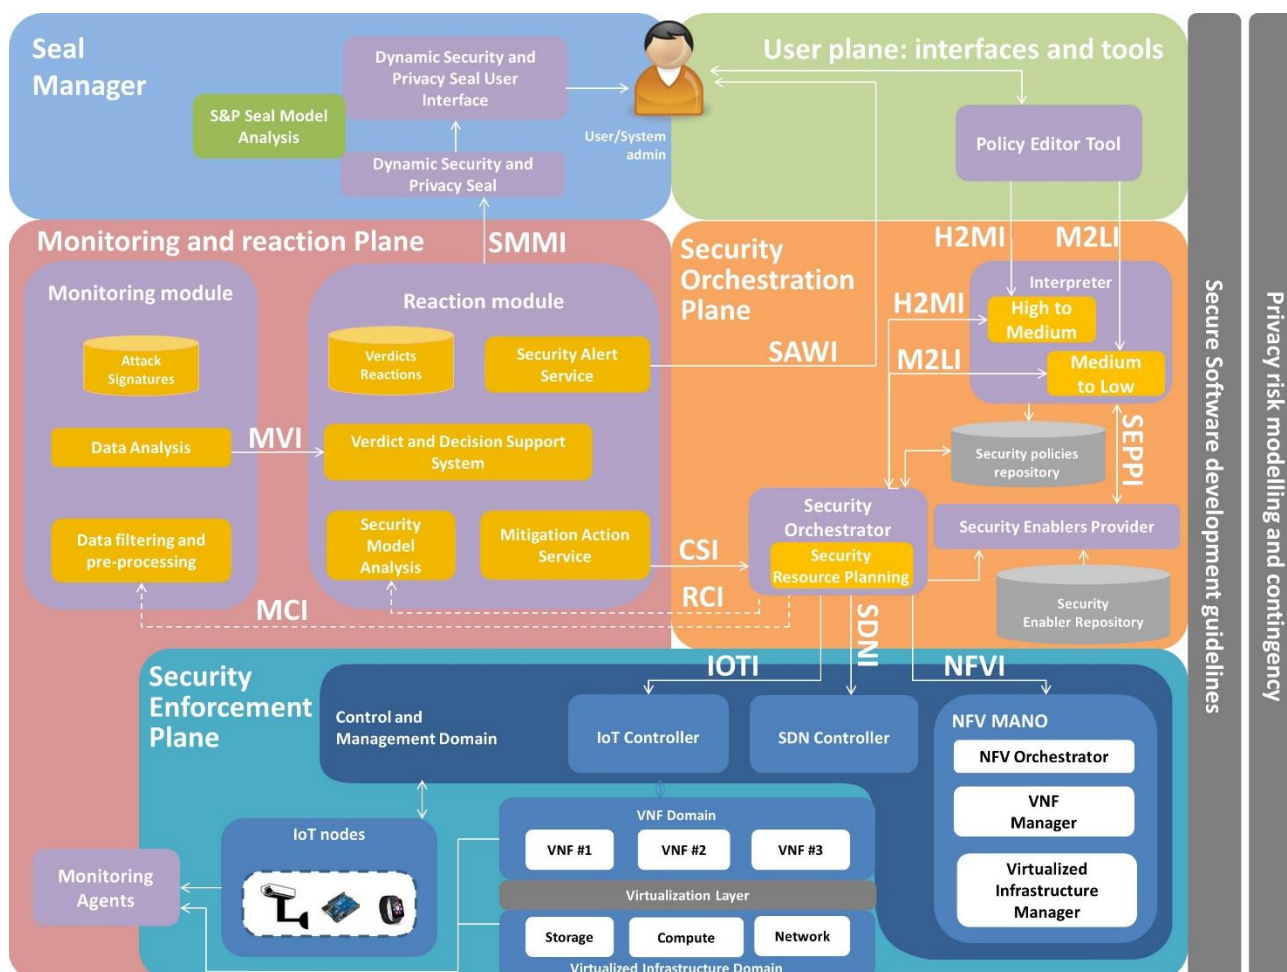 Seal
Manager
Dynamic Security and
Privacy Seal User
Interface
S&P Seal Model
Analysis
Dynamic Security and
Privacy Seal
User/System
admin
User plane: interfaces and tools
Policy Editor Tool
Monitoring and reaction Plane
SMMI
Monitoring module
Attack
Signatures
Data Analysis
Data filtering and
pre-processing
MVI
Reaction module
Verdicts
Reactions
Security Alert
Service
Verdict and Decision Support
System
Security
Model
Analysis
Mitigation Action
Service
MCI
RCI
CSI
SAWI
Security
Orchestration
Plane
H2MI
M2LI
Interpreter
H2MI
High to
Medium
M2LI
Medium
to Low
SEPPI
Security policies
repository
Security
Orchestrator
Security
Resource Planning
Security Enablers Provider
Security
Enabler Repository
IOTI
SDNI
NFVI
Security
Enforcement
Plane
Control and
Management Domain
IoT Controller
SDN Controller
NFV MANO
NFV Orchestrator
VNF
Manager
Virtualized
Infrastructure
Manager
IoT nodes
Monitoring
Agents
VNF Domain
VNF #1
VNF #2
VNF #3
Virtualization Layer
Storage
Compute
Network
Virtualized Infrastructure Domain
Secure Software development guidelines
Privacy risk modelling and contingency